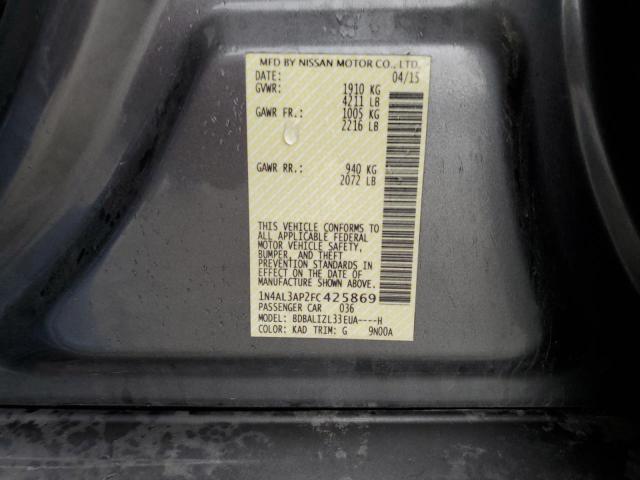 MFD BY NISSAN MOTOR CO., LTD.
DATE: 04/15
GVWR: 1910 KG
4211 LB
GAWR FR.: 1005 KG
2216 LB
GAWR RR.: 940 KG
2072 LB
THIS VEHICLE CONFORMS TO
ALL APPLICABLE FEDERAL
MOTOR VEHICLE SAFETY,
BUMPER, AND THEFT
PREVENTION STANDARDS IN
EFFECT ON THE DATE OF
MANUFACTURE SHOWN ABOVE.
1N4AL3AP2FC425869
PASSENGER CAR 036
MODEL: BDBALIZL33EUA----H
COLOR: KAD TRIM: G 9N00A